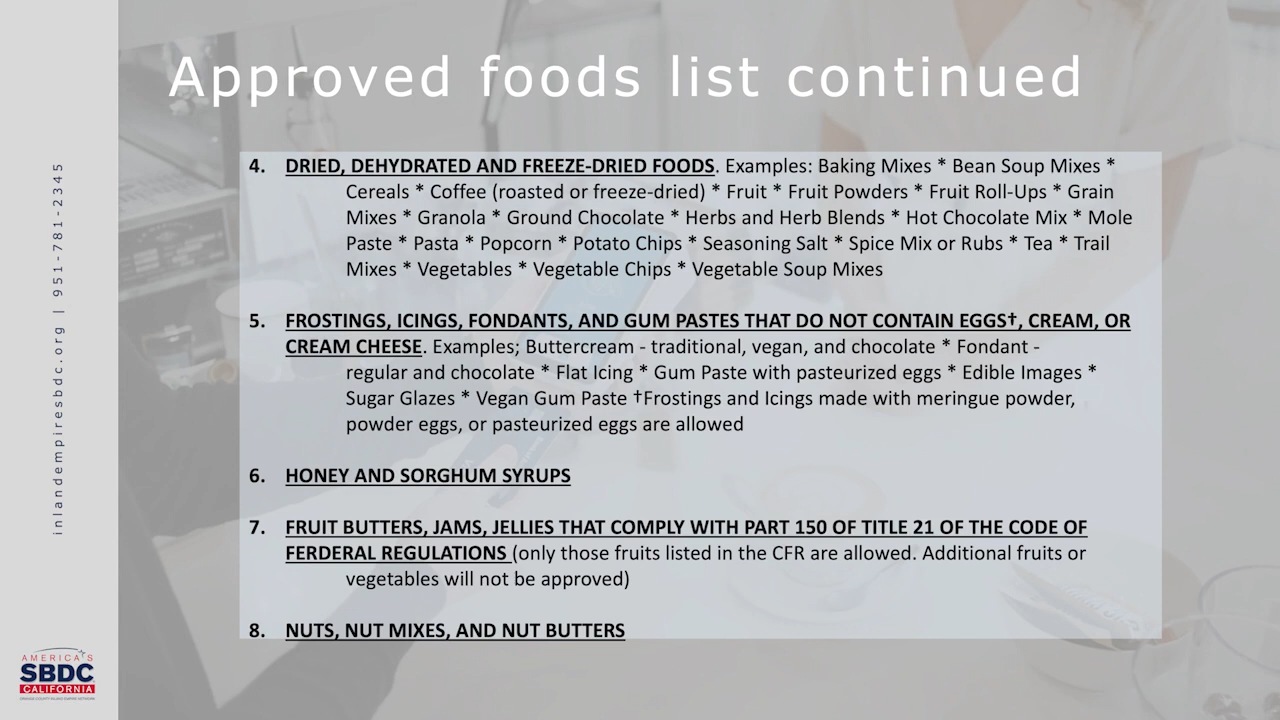 Approved foods list continued
4. DRIED, DEHYDRATED AND FREEZE-DRIED FOODS. Examples: Baking Mixes * Bean Soup Mixes *
Cereals * Coffee (roasted or freeze-dried) * Fruit * Fruit Powders * Fruit Roll-Ups * Grain
Mixes * Granola * Ground Chocolate * Herbs and Herb Blends * Hot Chocolate Mix * Mole
Paste * Pasta * Popcorn * Potato Chips * Seasoning Salt * Spice Mix or Rubs * Tea * Trail
Mixes * Vegetables * Vegetable Chips * Vegetable Soup Mixes
5. FROSTINGS, ICINGS, FONDANTS, AND GUM PASTES THAT DO NOT CONTAIN EGGS†, CREAM, OR
CREAM CHEESE. Examples; Buttercream - traditional, vegan, and chocolate * Fondant -
regular and chocolate * Flat Icing * Gum Paste with pasteurized eggs * Edible Images *
Sugar Glazes * Vegan Gum Paste †Frostings and Icings made with meringue powder,
powder eggs, or pasteurized eggs are allowed
6. HONEY AND SORGHUM SYRUPS
7. FRUIT BUTTERS, JAMS, JELLIES THAT COMPLY WITH PART 150 OF TITLE 21 OF THE CODE OF
FERDERAL REGULATIONS (only those fruits listed in the CFR are allowed. Additional fruits or
vegetables will not be approved)
8. NUTS, NUT MIXES, AND NUT BUTTERS
inlandempiresbdc.org | 951-781-2345
AMERICA'S
SBDC
CALIFORNIA